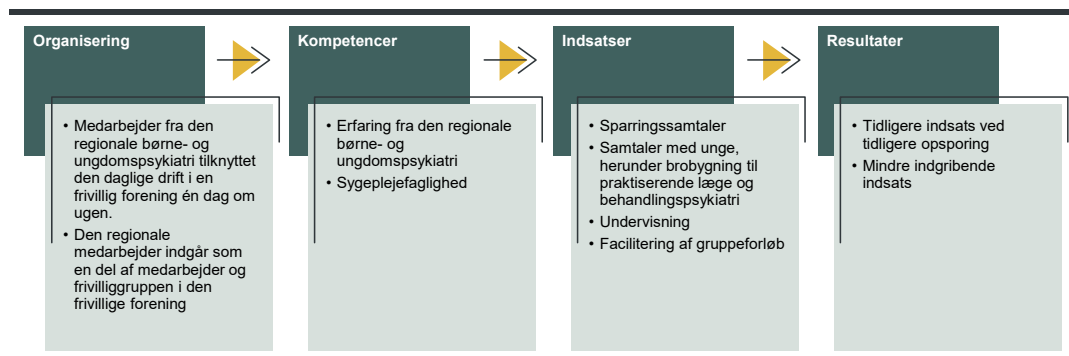 Organisering
• Medarbejder fra den
regionale børne- og
ungdomspsykiatri tilknyttet
den daglige drift i en
frivillig forening én dag om
ugen.
• Den regionale
medarbejder indgår som
en del af medarbejder og
frivilliggruppen i den
frivillige forening
Kompetencer
• Erfaring fra den regionale
børne- og
ungdomspsykiatri
• Sygeplejefaglighed
Indsatser
• Sparringssamtaler
• Samtaler med unge,
herunder brobygning til
praktiserende læge og
behandlingspsykiatri
• Undervisning
• Facilitering af gruppeforløb
Resultater
• Tidligere indsats ved
tidligere opsporing
• Mindre indgribende
indsats